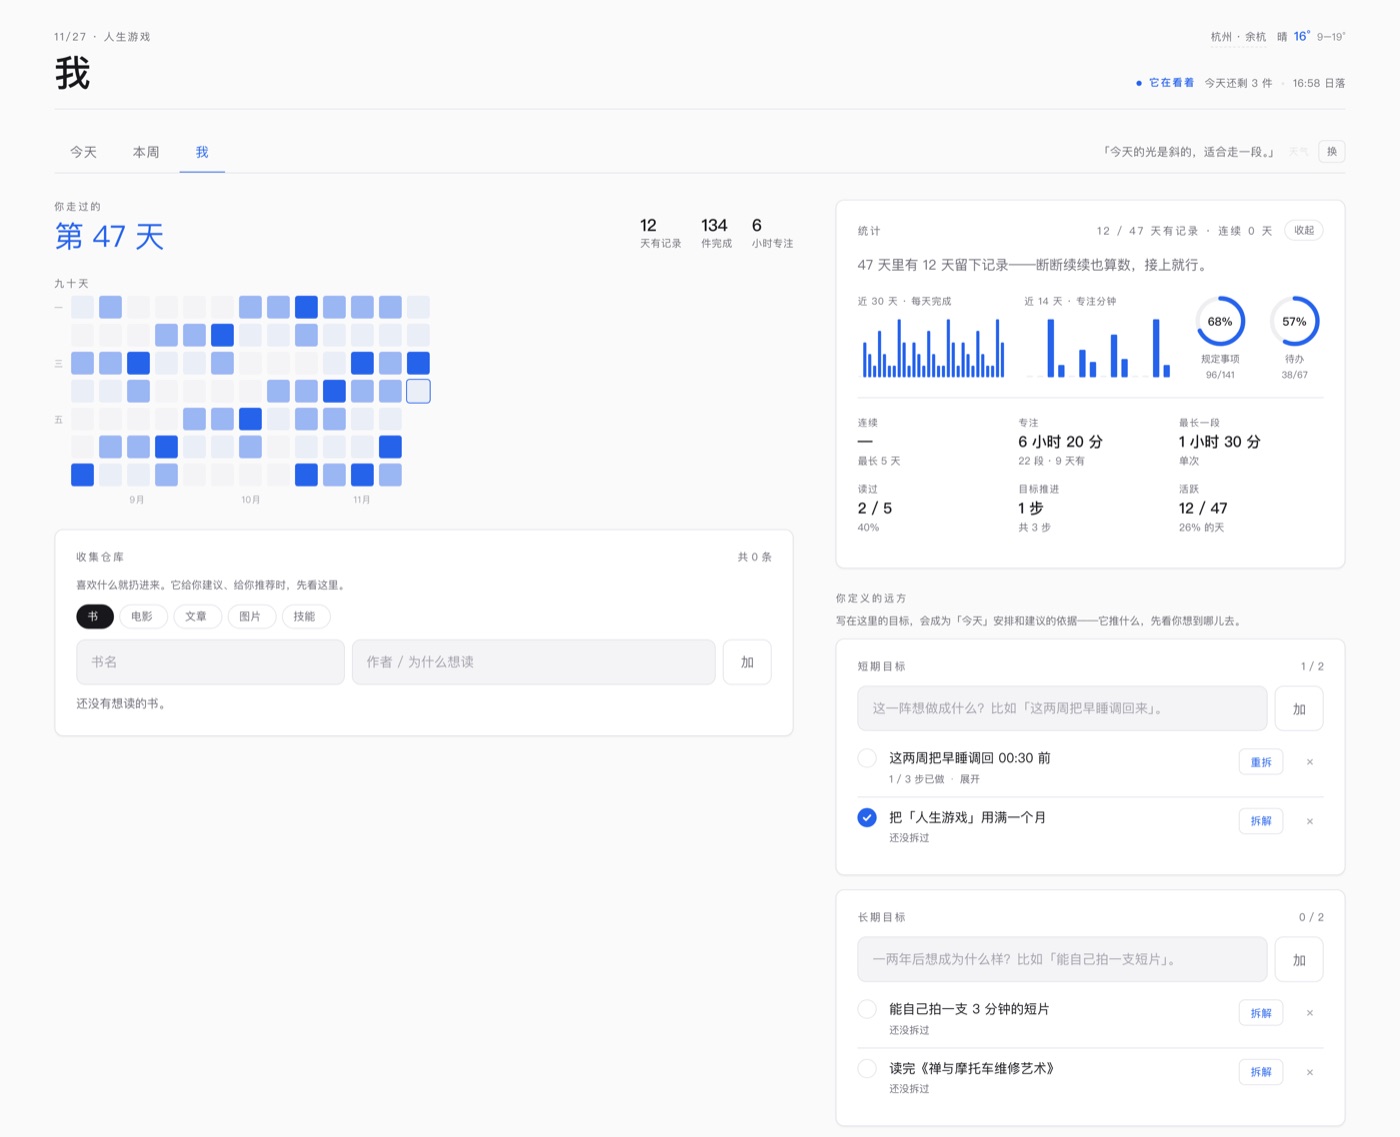 11/27 · 人生游戏
我
杭州 · 余杭 晴 16° 9—19°
它在看着 今天还剩 3 件 · 16:58 日落
今天 本周 我
「今天的光是斜的，适合走一段。」 天气 换
你走过的
第 47 天
12 134 6
天有记录 件完成 小时专注
九十天
一
三
五
9月 10月 11月
收集仓库 共 0 条
喜欢什么就扔进来。它给你建议、给你推荐时，先看这里。
书 电影 文章 图片 技能
书名 作者 / 为什么想读 加
还没有想读的书。
统计 12 / 47 天有记录 · 连续 0 天 收起
47 天里有 12 天留下记录——断断续续也算数，接上就行。
近 30 天 · 每天完成 近 14 天 · 专注分钟
68% 57%
规定事项 待办
96/141 38/67
连续 专注 最长一段
— 6 小时 20 分 1 小时 30 分
最长 5 天 22 段 · 9 天有 单次
读过 目标推进 活跃
2 / 5 1 步 12 / 47
40% 共 3 步 26% 的天
你定义的远方
写在这里的目标，会成为「今天」安排和建议的依据——它推什么，先看你想到哪儿去。
短期目标 1 / 2
这一阵想做成什么？比如「这两周把早睡调回来」。 加
这两周把早睡调回 00:30 前 重拆 ×
1 / 3 步已做 · 展开
把「人生游戏」用满一个月 拆解 ×
还没拆过
长期目标 0 / 2
一两年后想成为什么样？比如「能自己拍一支短片」。 加
能自己拍一支 3 分钟的短片 拆解 ×
还没拆过
读完《禅与摩托车维修艺术》 拆解 ×
还没拆过